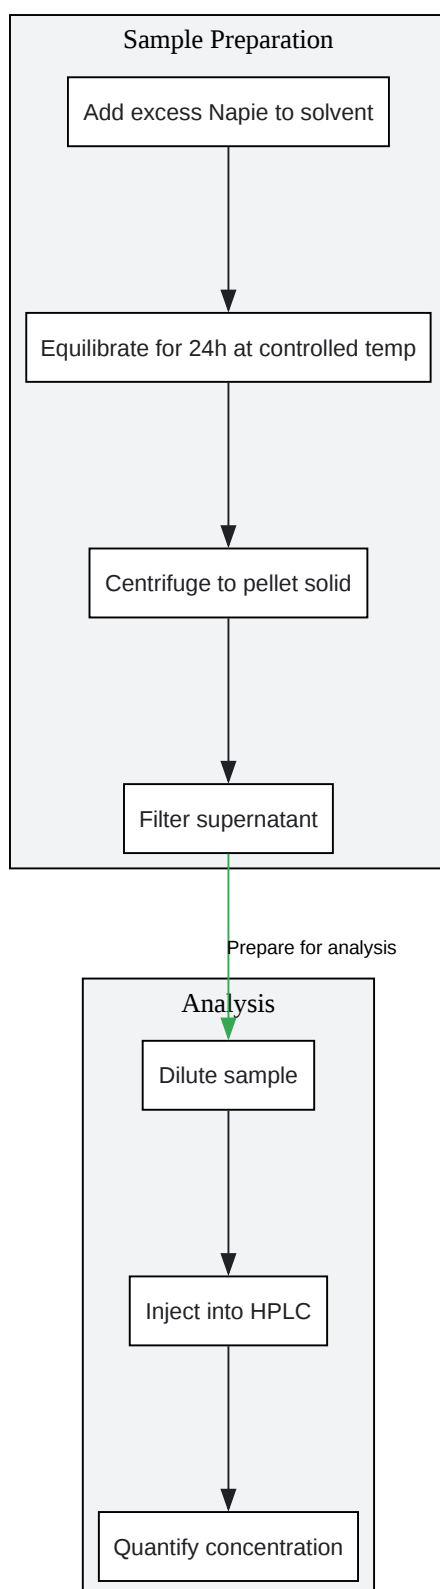 Sample Preparation
Add excess Napie to solvent
Equilibrate for 24h at controlled temp
Centrifuge to pellet solid
Filter supernatant
Prepare for analysis
Analysis
Dilute sample
Inject into HPLC
Quantify concentration